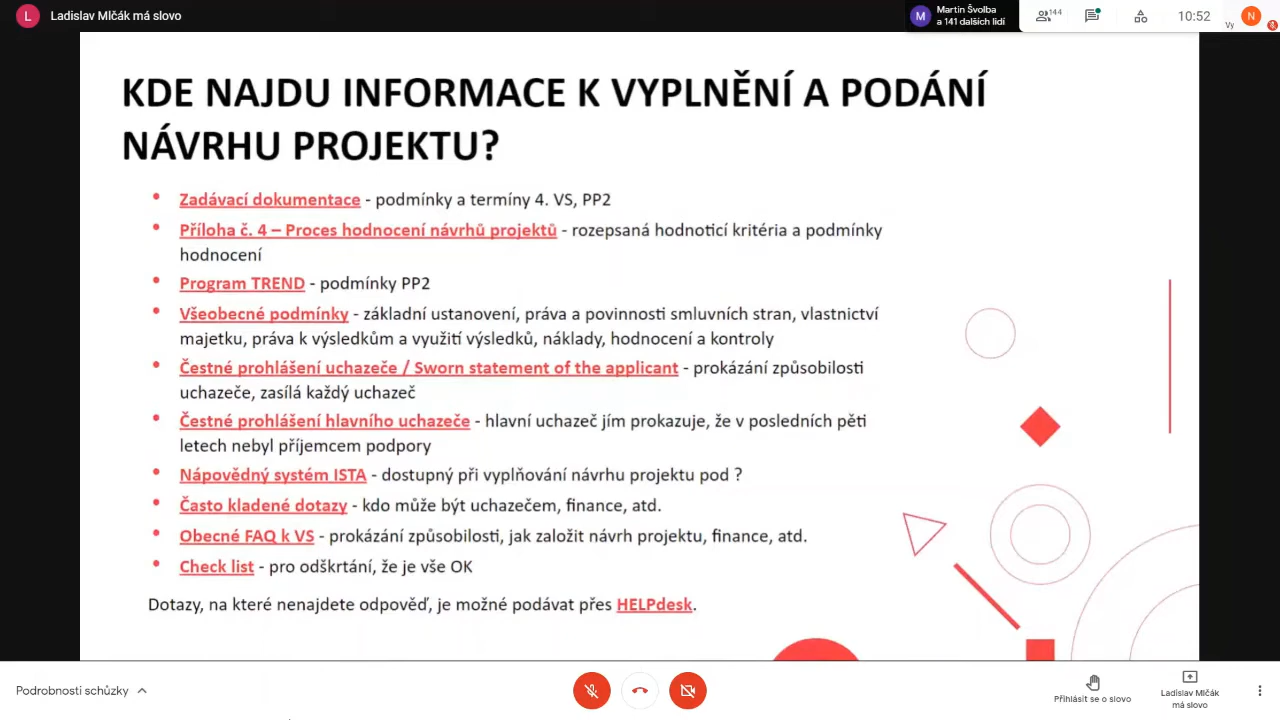 L
Ladislav Mlčák má slovo
M
Martin Švolba
a 141 dalších lidí
144
10:52
Vy
N
KDE NAJDU INFORMACE K VYPLNĚNÍ A PODÁNÍ
NÁVRHU PROJEKTU?
• Zadávací dokumentace - podmínky a termíny 4. VS, PP2
• Příloha č. 4 – Proces hodnocení návrhů projektů - rozepsaná hodnoticí kritéria a podmínky
hodnocení
• Program TREND - podmínky PP2
• Všeobecné podmínky - základní ustanovení, práva a povinnosti smluvních stran, vlastnictví
majetku, práva k výsledkům a využití výsledků, náklady, hodnocení a kontroly
• Čestné prohlášení uchazeče / Sworn statement of the applicant - prokázání způsobilosti
uchazeče, zasílá každý uchazeč
• Čestné prohlášení hlavního uchazeče - hlavní uchazeč jím prokazuje, že v posledních pěti
letech nebyl příjemcem podpory
• Nápovědný systém ISTA - dostupný při vyplňování návrhu projektu pod ?
• Často kladené dotazy - kdo může být uchazečem, finance, atd.
• Obecné FAQ k VS - prokázání způsobilosti, jak založit návrh projektu, finance, atd.
• Check list - pro odškrtání, že je vše OK
Dotazy, na které nenajdete odpověď, je možné podávat přes HELPdesk.
Podrobnosti schůzky
Přihlásit se o slovo
Ladislav Mlčák
má slovo